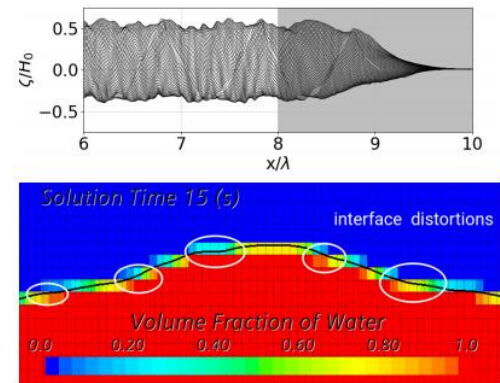 ζ/H₀
0.5
0.0
−0.5
6
7
8
9
10
x/λ
Solution Time 15 (s)
interface distortions
Volume Fraction of Water
0.0 0.20 0.40 0.60 0.80 1.0